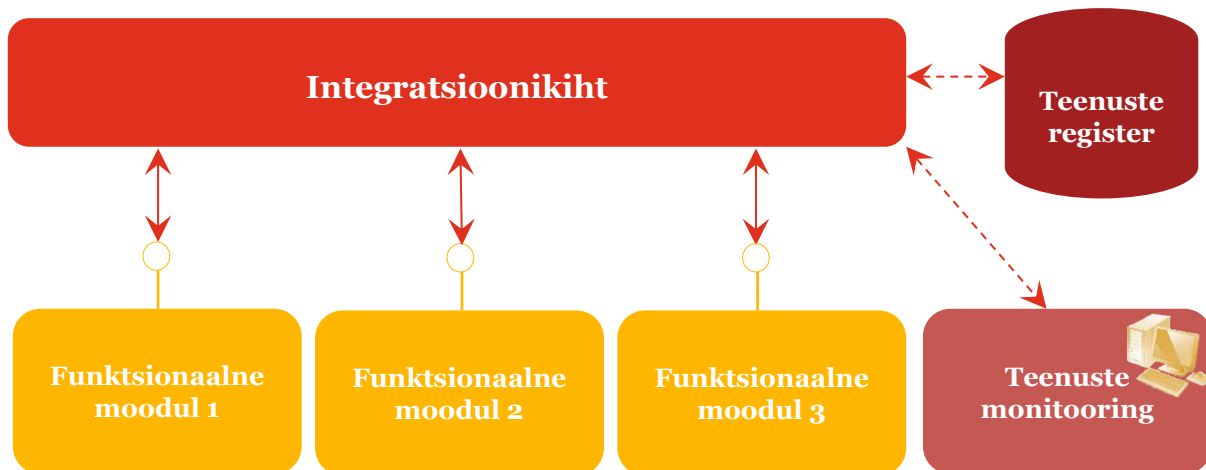 Integratsioonikiht
Teenuste
register
Funktsionaalne
moodul 1
Funktsionaalne
moodul 2
Funktsionaalne
moodul 3
Teenuste
monitooring